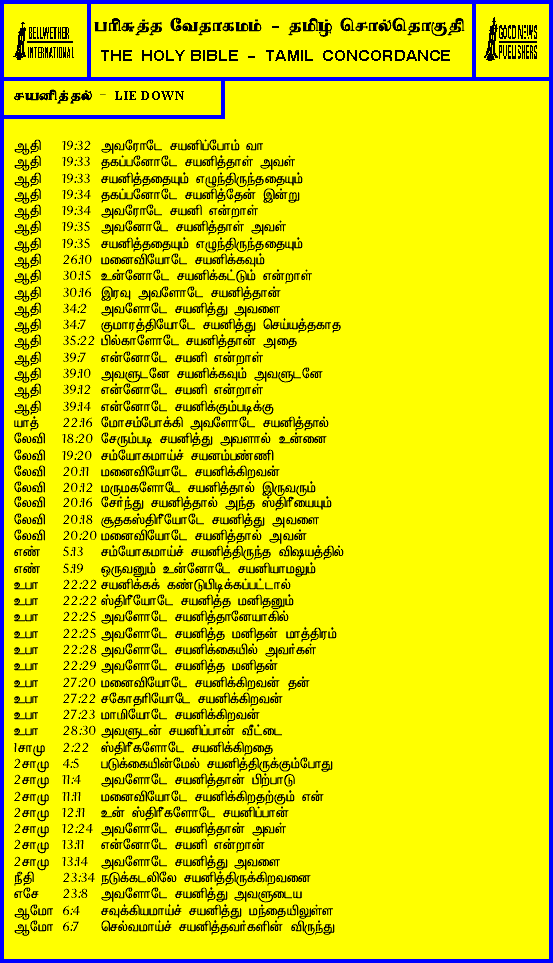 BELLWETHER
INTERNATIONAL
பரிசுத்த வேதாகமம் - தமிழ் சொல்தொகுதி
THE HOLY BIBLE - TAMIL CONCORDANCE
GOOD NEWS
PUBLISHERS
சயனித்தல் - LIE DOWN
ஆதி 19:32 அவரோடே சயனிப்போம் வா
ஆதி 19:33 தகப்பனோடே சயனித்தாள் அவள்
ஆதி 19:33 சயனித்ததையும் எழுந்திருந்ததையும்
ஆதி 19:34 தகப்பனோடே சயனித்தேன் இன்று
ஆதி 19:34 அவரோடே சயனி என்றாள்
ஆதி 19:35 அவனோடே சயனித்தாள் அவள்
ஆதி 19:35 சயனித்ததையும் எழுந்திருந்ததையும்
ஆதி 26:10 மனைவியோடே சயனிக்கவும்
ஆதி 30:15 உன்னோடே சயனிக்கட்டும் என்றாள்
ஆதி 30:16 இரவு அவளோடே சயனித்தான்
ஆதி 34:2 அவளோடே சயனித்து அவளை
ஆதி 34:7 குமாரத்தியோடே சயனித்து செய்யத்தகாத
ஆதி 35:22 பில்காளோடே சயனித்தான் அதை
ஆதி 39:7 என்னோடே சயனி என்றாள்
ஆதி 39:10 அவளுடனே சயனிக்கவும் அவளுடனே
ஆதி 39:12 என்னோடே சயனி என்றாள்
ஆதி 39:14 என்னோடே சயனிக்கும்படிக்கு
யாத் 22:16 மோசம்போக்கி அவளோடே சயனித்தால்
லேவி 18:20 சேரும்படி சயனித்து அவளால் உன்னை
லேவி 19:20 சம்யோகமாய்ச் சயனம்பண்ணி
லேவி 20:11 மனைவியோடே சயனிக்கிறவன்
லேவி 20:12 மருமகளோடே சயனித்தால் இருவரும்
லேவி 20:16 சேர்ந்து சயனித்தால் அந்த ஸ்திரீயையும்
லேவி 20:18 சூதகஸ்திரீயோடே சயனித்து அவளை
லேவி 20:20 மனைவியோடே சயனித்தால் அவன்
எண் 5:13 சம்யோகமாய்ச் சயனித்திருந்த விஷயத்தில்
எண் 5:19 ஒருவனும் உன்னோடே சயனியாமலும்
உபா 22:22 சயனிக்கக் கண்டுபிடிக்கப்பட்டால்
உபா 22:22 ஸ்திரீயோடே சயனித்த மனிதனும்
உபா 22:25 அவளோடே சயனித்தானேயாகில்
உபா 22:25 அவளோடே சயனித்த மனிதன் மாத்திரம்
உபா 22:28 அவளோடே சயனிக்கையில் அவர்கள்
உபா 22:29 அவளோடே சயனித்த மனிதன்
உபா 27:20 மனைவியோடே சயனிக்கிறவன் தன்
உபா 27:22 சகோதரியோடே சயனிக்கிறவன்
உபா 27:23 மாமியோடே சயனிக்கிறவன்
உபா 28:30 அவளுடன் சயனிப்பான் வீட்டை
1சாமு 2:22 ஸ்திரீகளோடே சயனிக்கிறதை
2சாமு 4:5 படுக்கையின்மேல் சயனித்திருக்கும்போது
2சாமு 11:4 அவளோடே சயனித்தான் பிற்பாடு
2சாமு 11:11 மனைவியோடே சயனிக்கிறதற்கும் என்
2சாமு 12:11 உன் ஸ்திரீகளோடே சயனிப்பான்
2சாமு 12:24 அவளோடே சயனித்தான் அவள்
2சாமு 13:11 என்னோடே சயனி என்றான்
2சாமு 13:14 அவளோடே சயனித்து அவளை
நீதி 23:34 நடுக்கடலிலே சயனித்திருக்கிறவனை
எசே 23:8 அவளோடே சயனித்து அவளுடைய
ஆமோ 6:4 சவுக்கியமாய்ச் சயனித்து மந்தையிலுள்ள
ஆமோ 6:7 செல்வமாய்ச் சயனித்தவர்களின் விருந்து